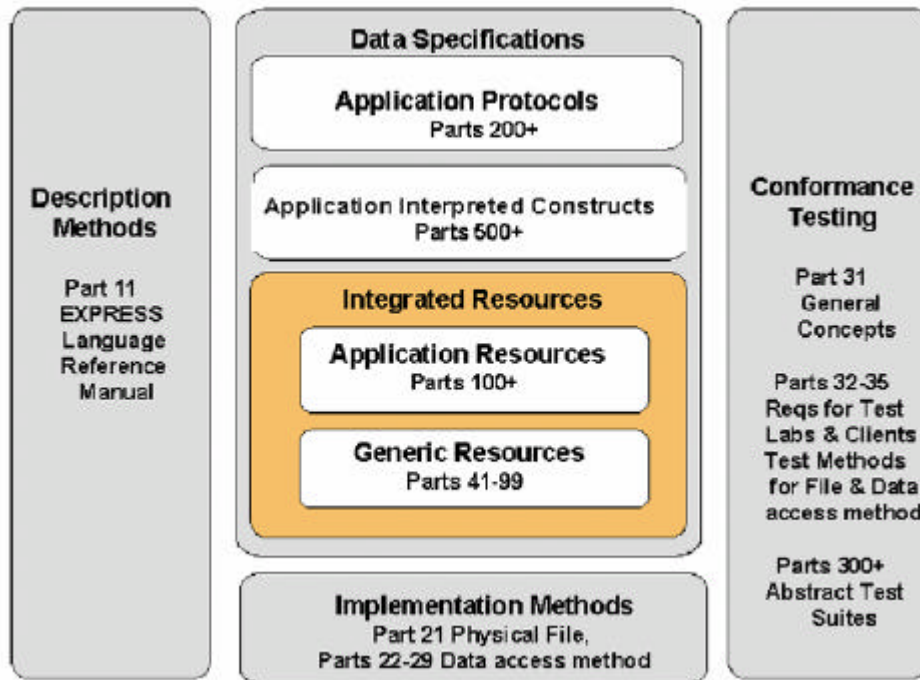 Description
Methods
Part 11
EXPRESS
Language
Reference
Manual
Data Specifications
Application Protocols
Parts 200+
Application Interpreted Constructs
Parts 500+
Integrated Resources
Application Resources
Parts 100+
Generic Resources
Parts 41-99
Implementation Methods
Part 21 Physical File,
Parts 22-29 Data access method
Conformance
Testing
Part 31
General
Concepts
Parts 32-35
Reqs for Test
Labs & Clients
Test Methods
for File & Data
access method
Parts 300+
Abstract Test
Suites